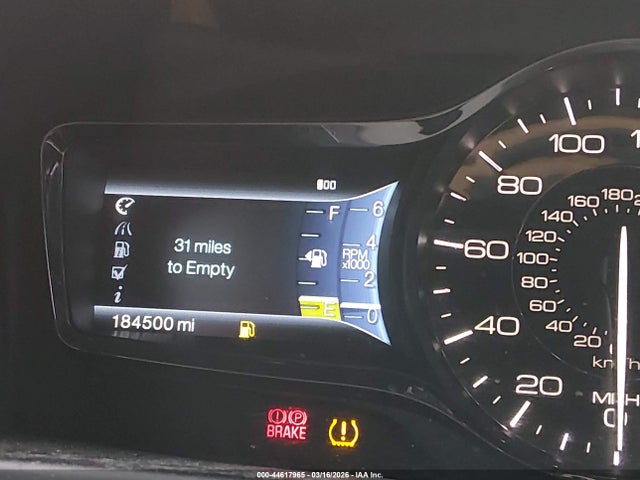 F
6
4
RPM
x1000
2
E
0
31 miles
to Empty
i
184500 mi
(P)
BRAKE
(!)
100
80
60
40
20
0
MPH
180
160
140
120
100
80
60
40
20
km/h
000-44617965 - 03/16/2026 - IAA Inc.